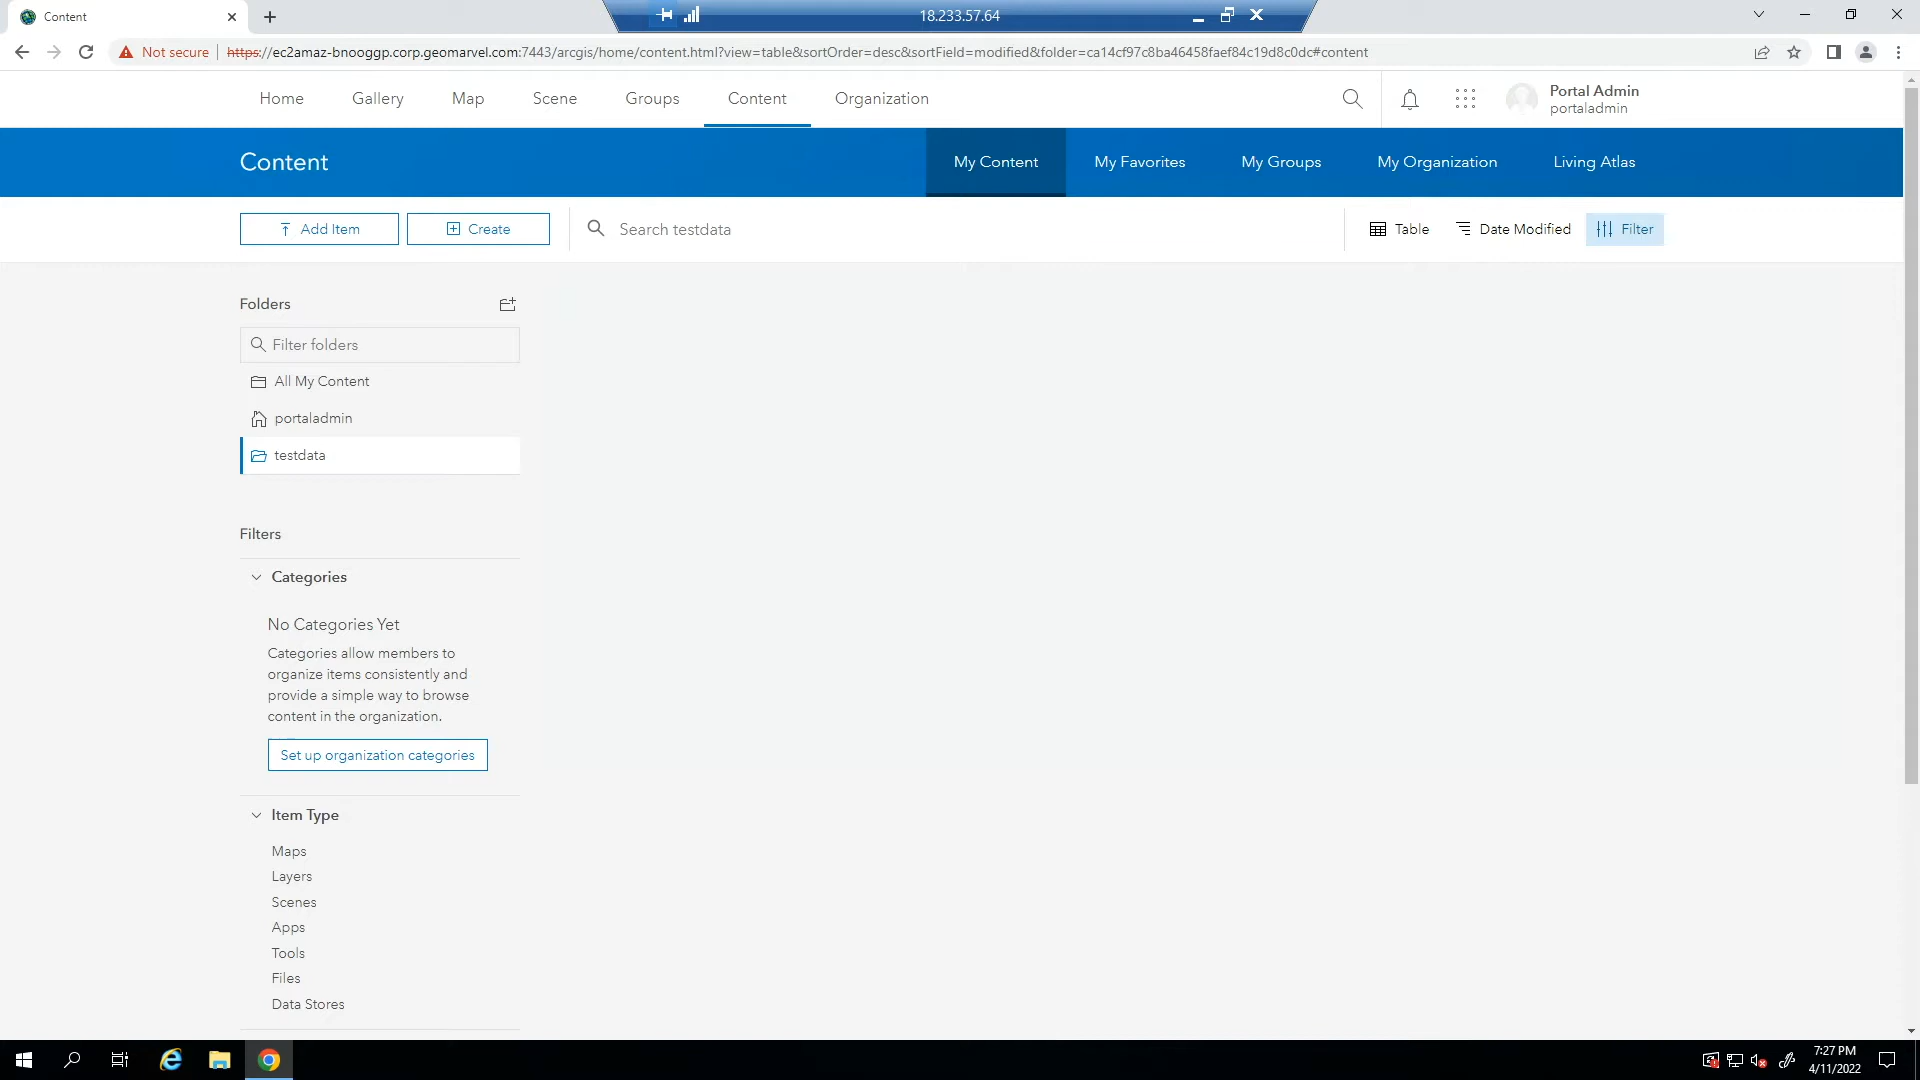 Content
18.233.57.64
Not secure
https://ec2amaz-bnooggp.corp.geomarvel.com:7443/arcgis/home/content.html?view=table&sortOrder=desc&sortField=modified&folder=ca14cf97c8ba46458faef84c19d8c0dc#content
Home Gallery Map Scene Groups Content Organization
Portal Admin
portaladmin
Content
My Content My Favorites My Groups My Organization Living Atlas
Add Item Create Search testdata Table Date Modified Filter
Folders
Filter folders
All My Content
portaladmin
testdata
Filters
Categories
No Categories Yet
Categories allow members to
organize items consistently and
provide a simple way to browse
content in the organization.
Set up organization categories
Item Type
Maps
Layers
Scenes
Apps
Tools
Files
Data Stores
7:27 PM
4/11/2022